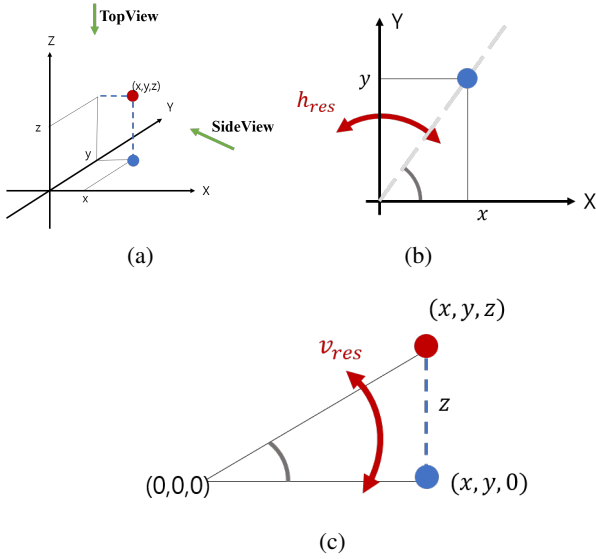 TopView
Z
(x,y,z)
Y
z
SideView
y
x
X
(a)
Y
y
h_res
x
X
(b)
(x, y, z)
v_res
z
(0,0,0)
(x, y, 0)
(c)